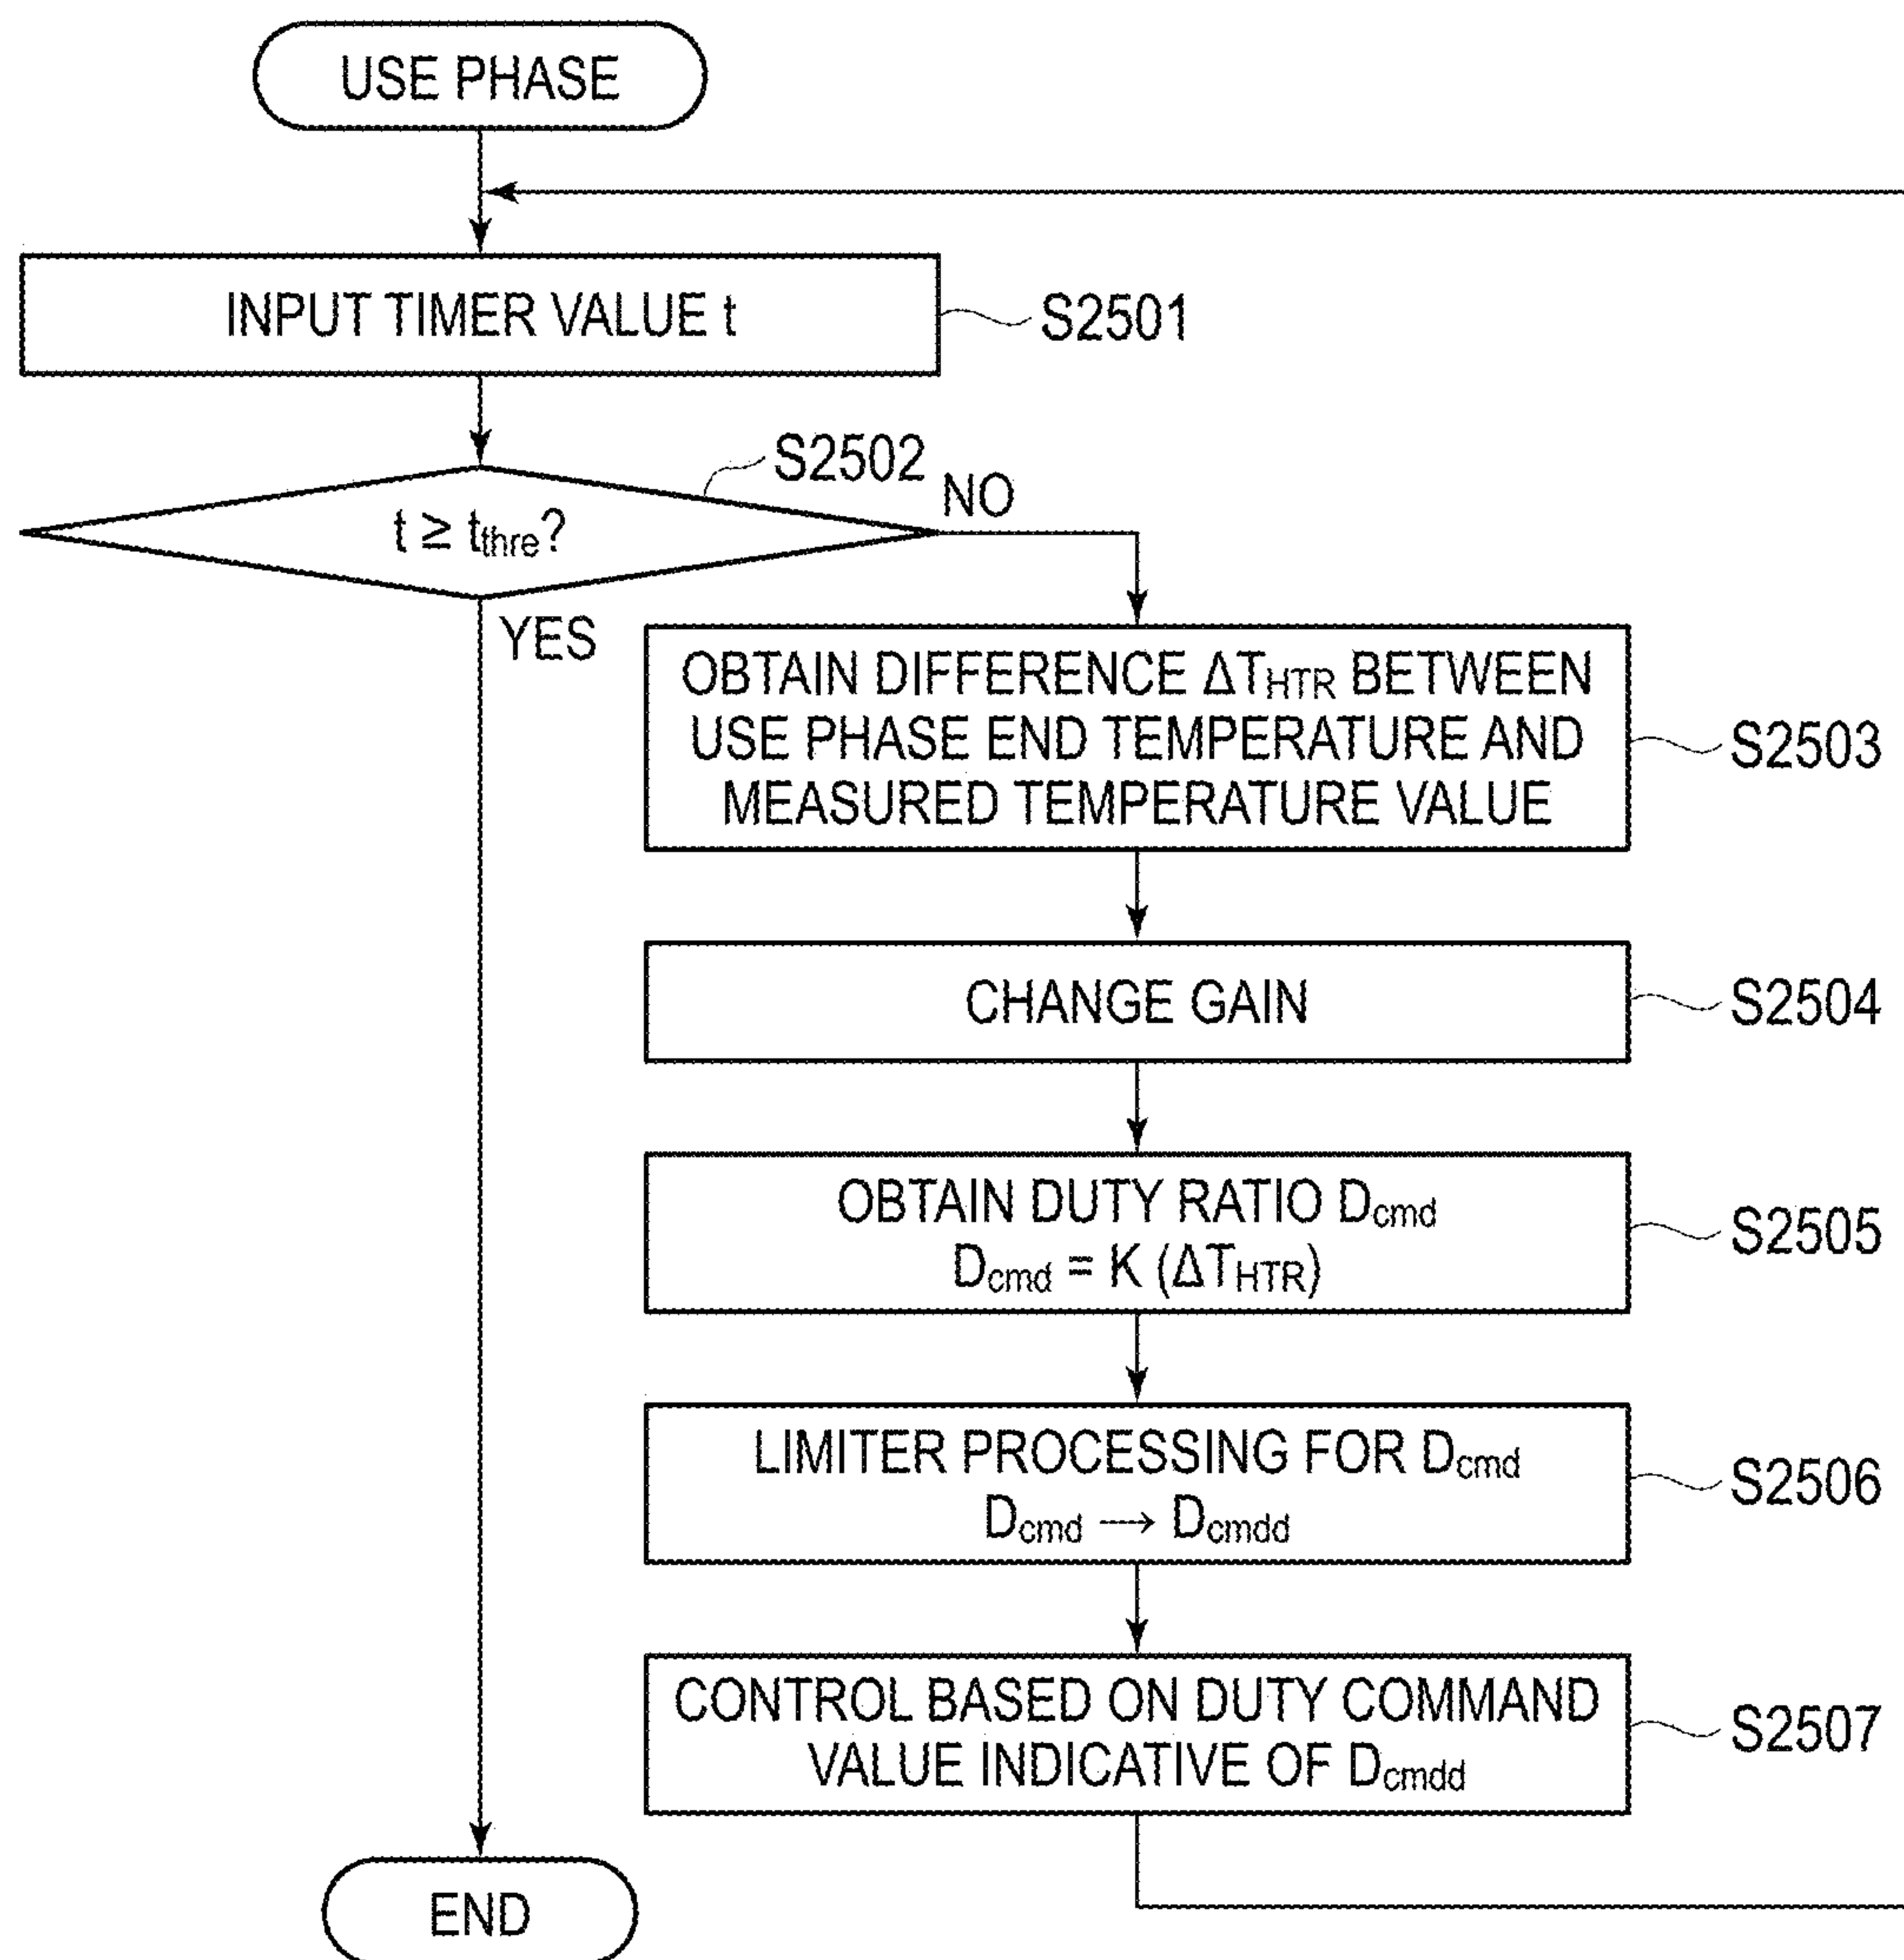 USE PHASE
INPUT TIMER VALUE t
S2501
S2502
t ≥ tthre?
NO
YES
OBTAIN DIFFERENCE ΔTHTR BETWEEN
USE PHASE END TEMPERATURE AND
MEASURED TEMPERATURE VALUE
S2503
CHANGE GAIN
S2504
OBTAIN DUTY RATIO Dcmd
Dcmd = K (ΔTHTR)
S2505
LIMITER PROCESSING FOR Dcmd
Dcmd → Dcmdd
S2506
CONTROL BASED ON DUTY COMMAND
VALUE INDICATIVE OF Dcmdd
S2507
END